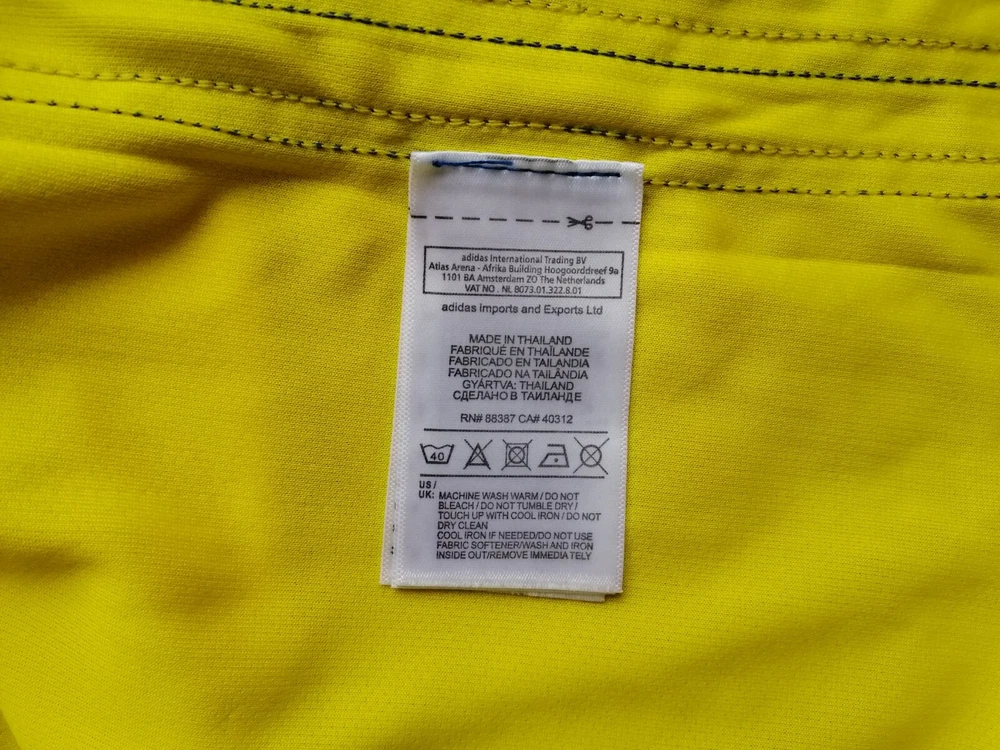 adidas International Trading BV
Atlas Arena - Afrika Building Hoogoorddreef 9a
1101 BA Amsterdam ZO The Netherlands
VAT NO . NL 8073.01.322.B.01
adidas Imports and Exports Ltd
MADE IN THAILAND
FABRIQUÉ EN THAÏLANDE
FABRICADO EN TAILANDIA
FABRICADO NA TAILÂNDIA
GYÁRTVA: THAILAND
СДЕЛАНО В ТАИЛАНДЕ
RN# 88387 CA# 40312
40
US /
UK: MACHINE WASH WARM / DO NOT
BLEACH / DO NOT TUMBLE DRY /
TOUCH UP WITH COOL IRON / DO NOT
DRY CLEAN
COOL IRON IF NEEDED/DO NOT USE
FABRIC SOFTENER/WASH AND IRON
INSIDE OUT/REMOVE IMMEDIATELY